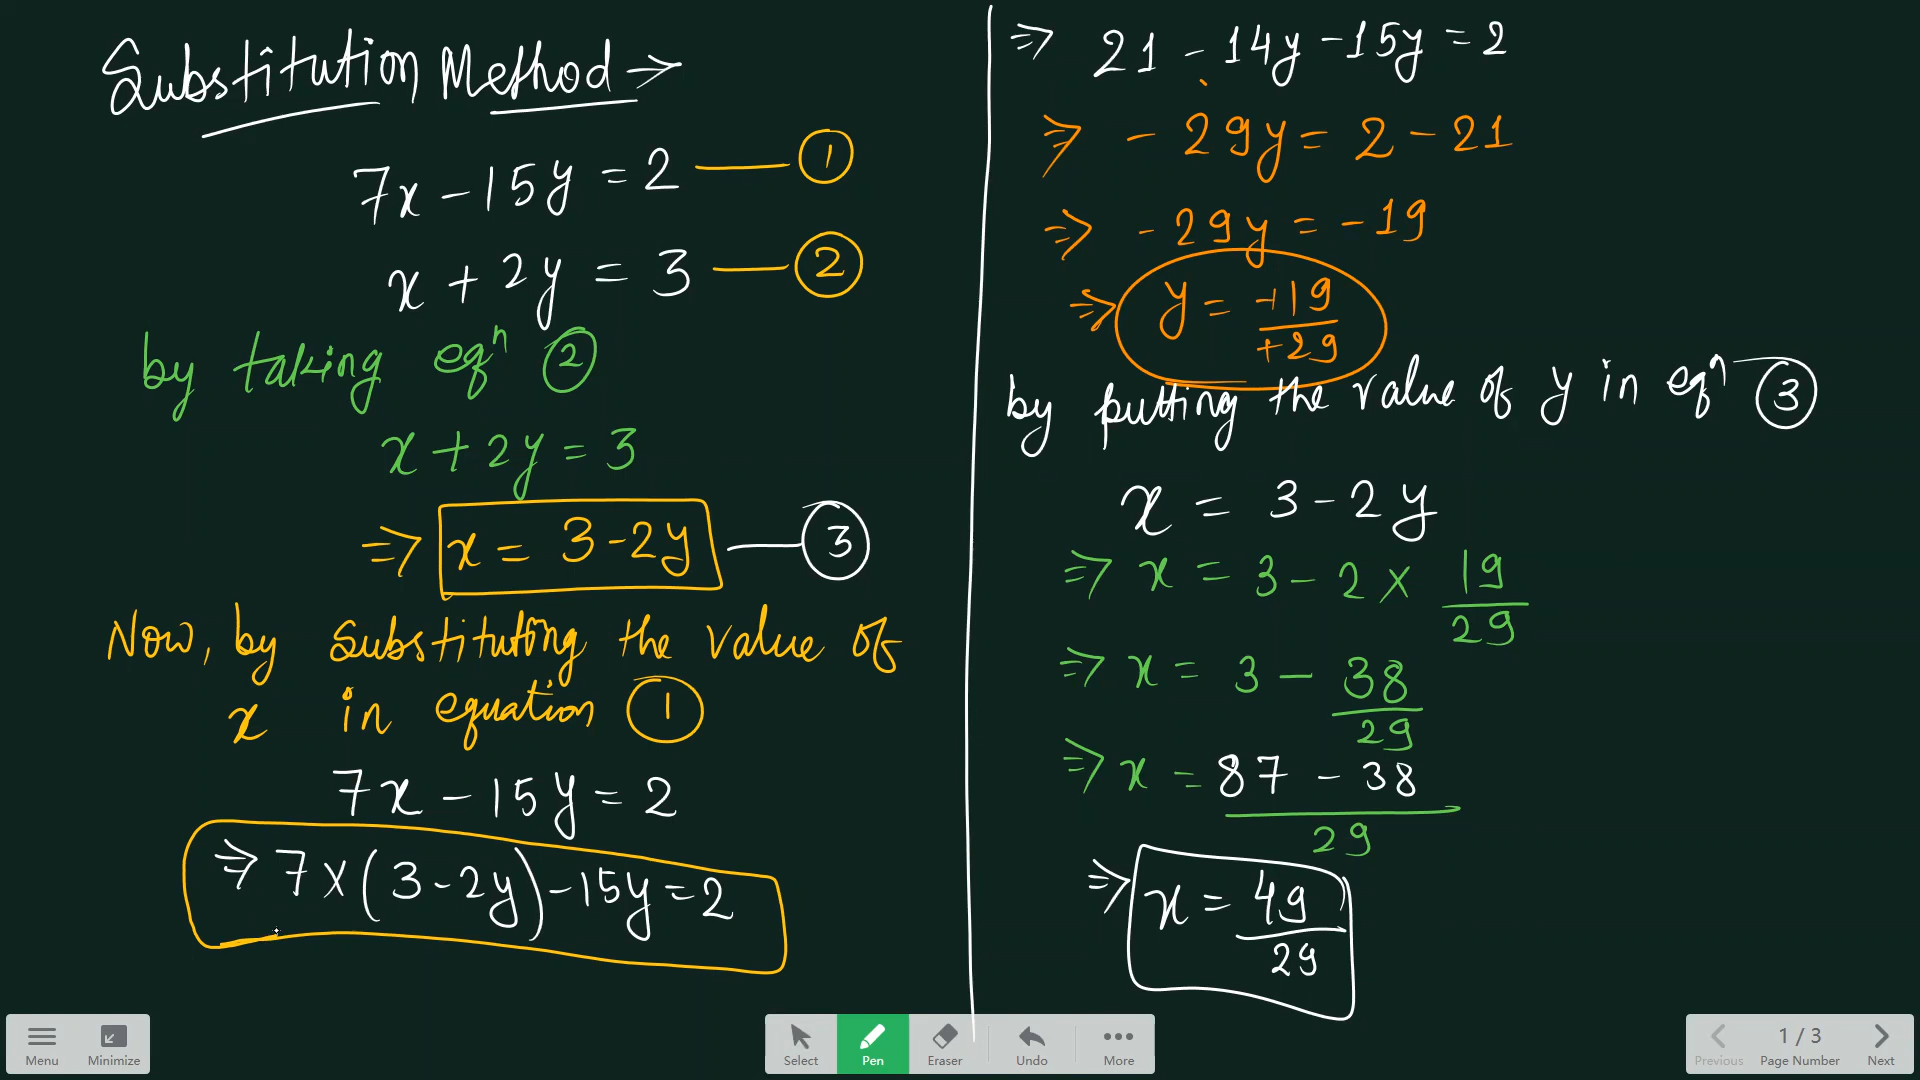 Substitution Method →
7x - 15y = 2 —— ①
x + 2y = 3 —— ②
by taking eqⁿ ②
x + 2y = 3
⇒ x = 3 - 2y —— ③
Now, by Substituting the value of
x in equation ①
7x - 15y = 2
⇒ 7 × (3 - 2y) - 15y = 2
⇒ 21 - 14y - 15y = 2
⇒ - 29y = 2 - 21
⇒ - 29y = - 19
⇒ y = +19/+29
by putting the value of y in eqⁿ ③
x = 3 - 2y
⇒ x = 3 - 2 × 19/29
⇒ x = 3 - 38/29
⇒ x = 87 - 38/29
⇒ x = 49/29
Menu
Minimize
Select
Pen
Eraser
Undo
More
Previous
1 / 3
Page Number
Next